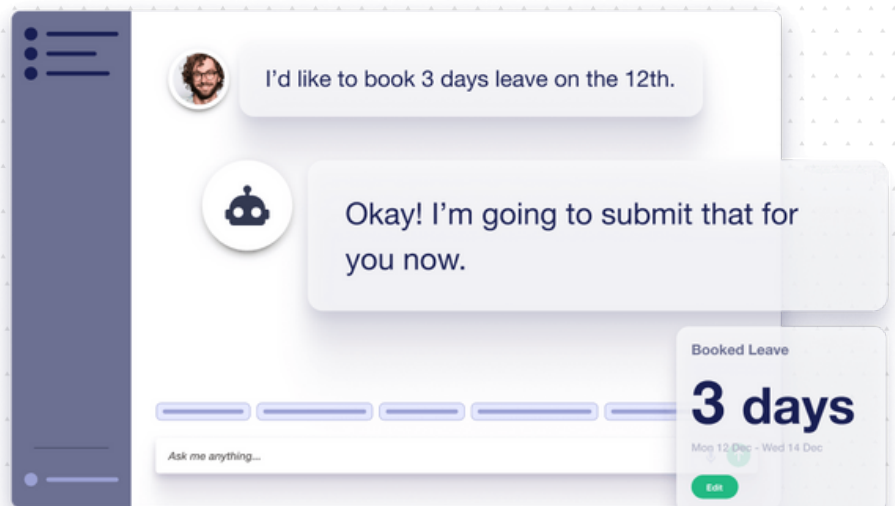 I'd like to book 3 days leave on the 12th.
Okay! I'm going to submit that for
you now.
Booked Leave
3 days
Mon 12 Dec - Wed 14 Dec
Ask me anything...
Edit